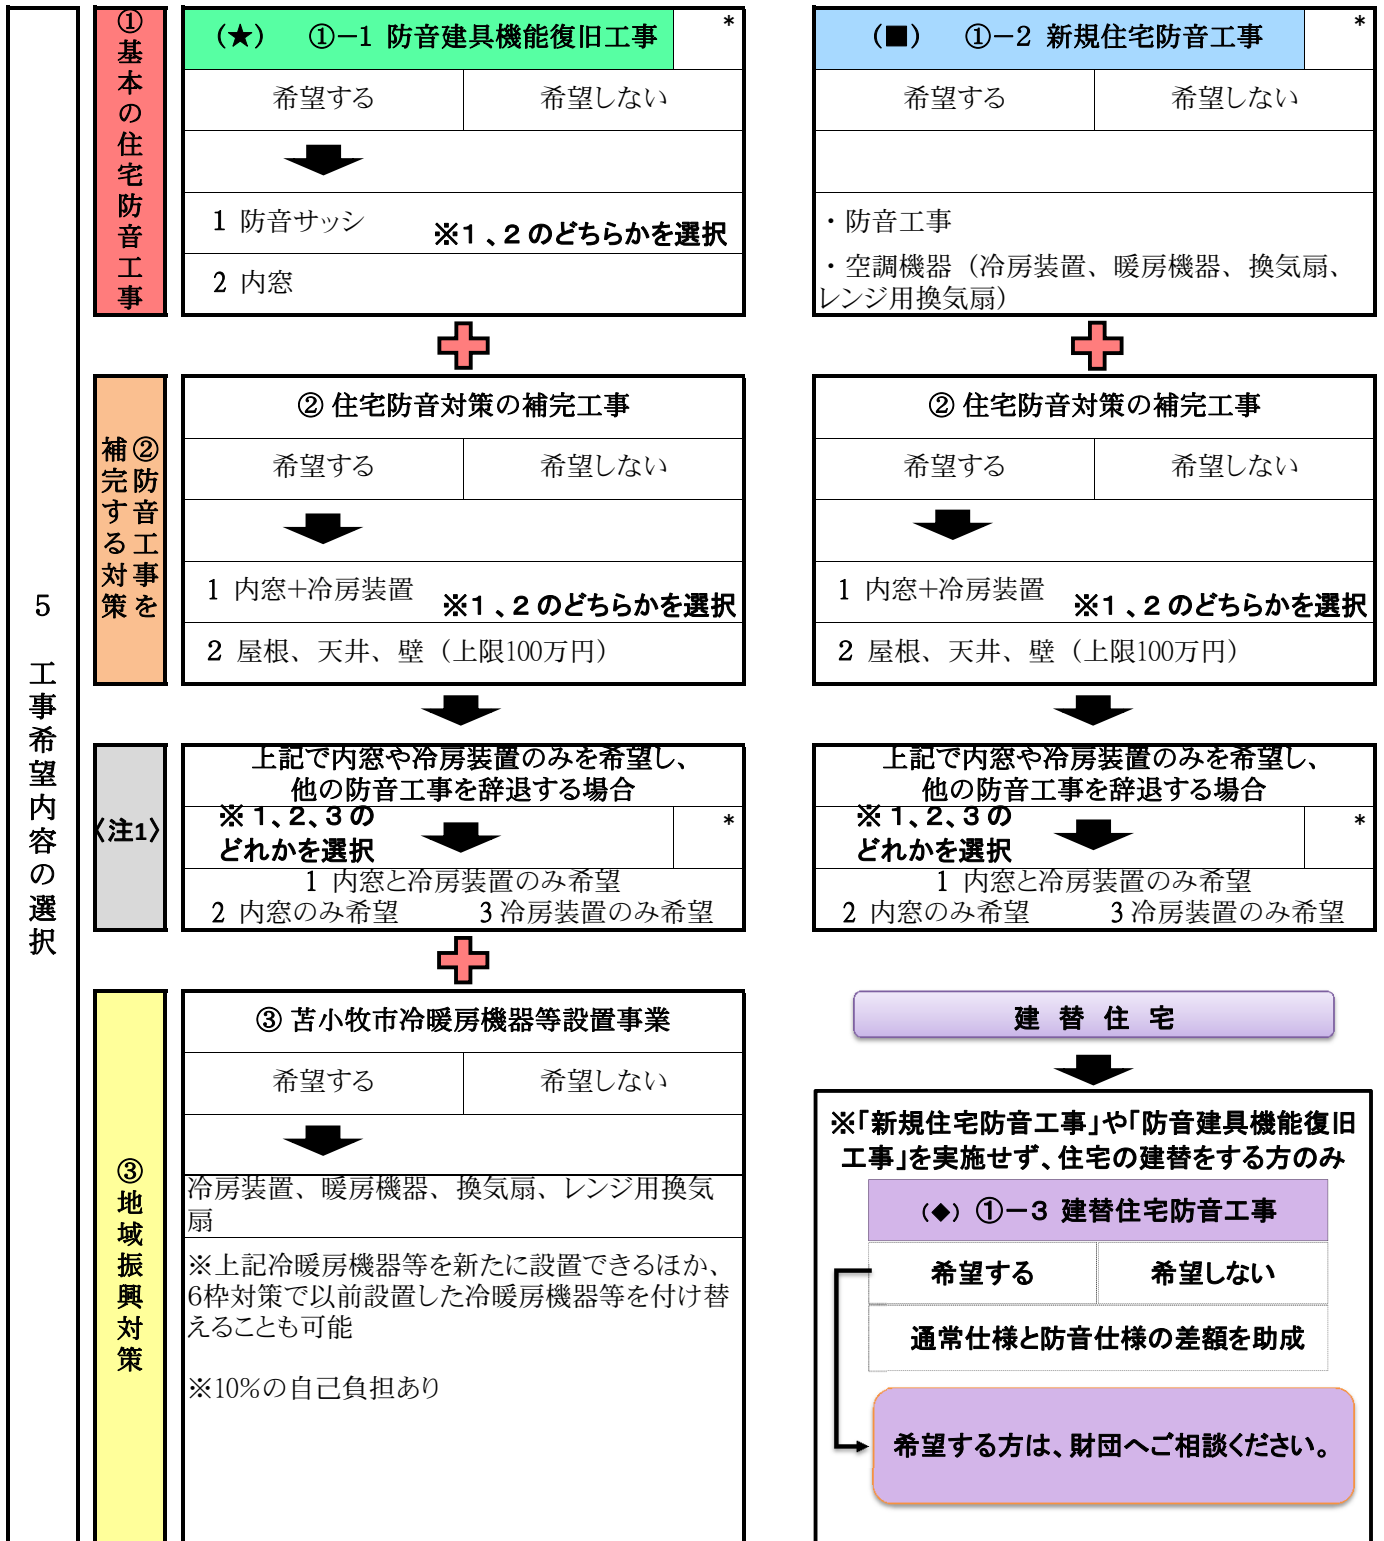 5 工事希望内容の選択
①基本の住宅防音工事
(★) ①－1 防音建具機能復旧工事
*
希望する
希望しない
1 防音サッシ
※1、2のどちらかを選択
2 内窓
(■) ①－2 新規住宅防音工事
*
希望する
希望しない
・防音工事
・空調機器（冷房装置、暖房機器、換気扇、
レンジ用換気扇）
②防音工事を
補完する対策
② 住宅防音対策の補完工事
希望する
希望しない
1 内窓+冷房装置
※1、2のどちらかを選択
2 屋根、天井、壁（上限100万円）
② 住宅防音対策の補完工事
希望する
希望しない
1 内窓+冷房装置
※1、2のどちらかを選択
2 屋根、天井、壁（上限100万円）
〈注1〉
上記で内窓や冷房装置のみを希望し、
他の防音工事を辞退する場合
※1、2、3の
どれかを選択
*
1 内窓と冷房装置のみ希望
2 内窓のみ希望 3 冷房装置のみ希望
上記で内窓や冷房装置のみを希望し、
他の防音工事を辞退する場合
※1、2、3の
どれかを選択
*
1 内窓と冷房装置のみ希望
2 内窓のみ希望 3 冷房装置のみ希望
③地域振興対策
③ 苫小牧市冷暖房機器等設置事業
希望する
希望しない
冷房装置、暖房機器、換気扇、レンジ用換気
扇
※上記冷暖房機器等を新たに設置できるほか、
6枠対策で以前設置した冷暖房機器等を付け替
えることも可能
※10%の自己負担あり
建 替 住 宅
※「新規住宅防音工事」や「防音建具機能復旧
工事」を実施せず、住宅の建替をする方のみ
(◆) ①－3 建替住宅防音工事
希望する
希望しない
通常仕様と防音仕様の差額を助成
希望する方は、財団へご相談ください。